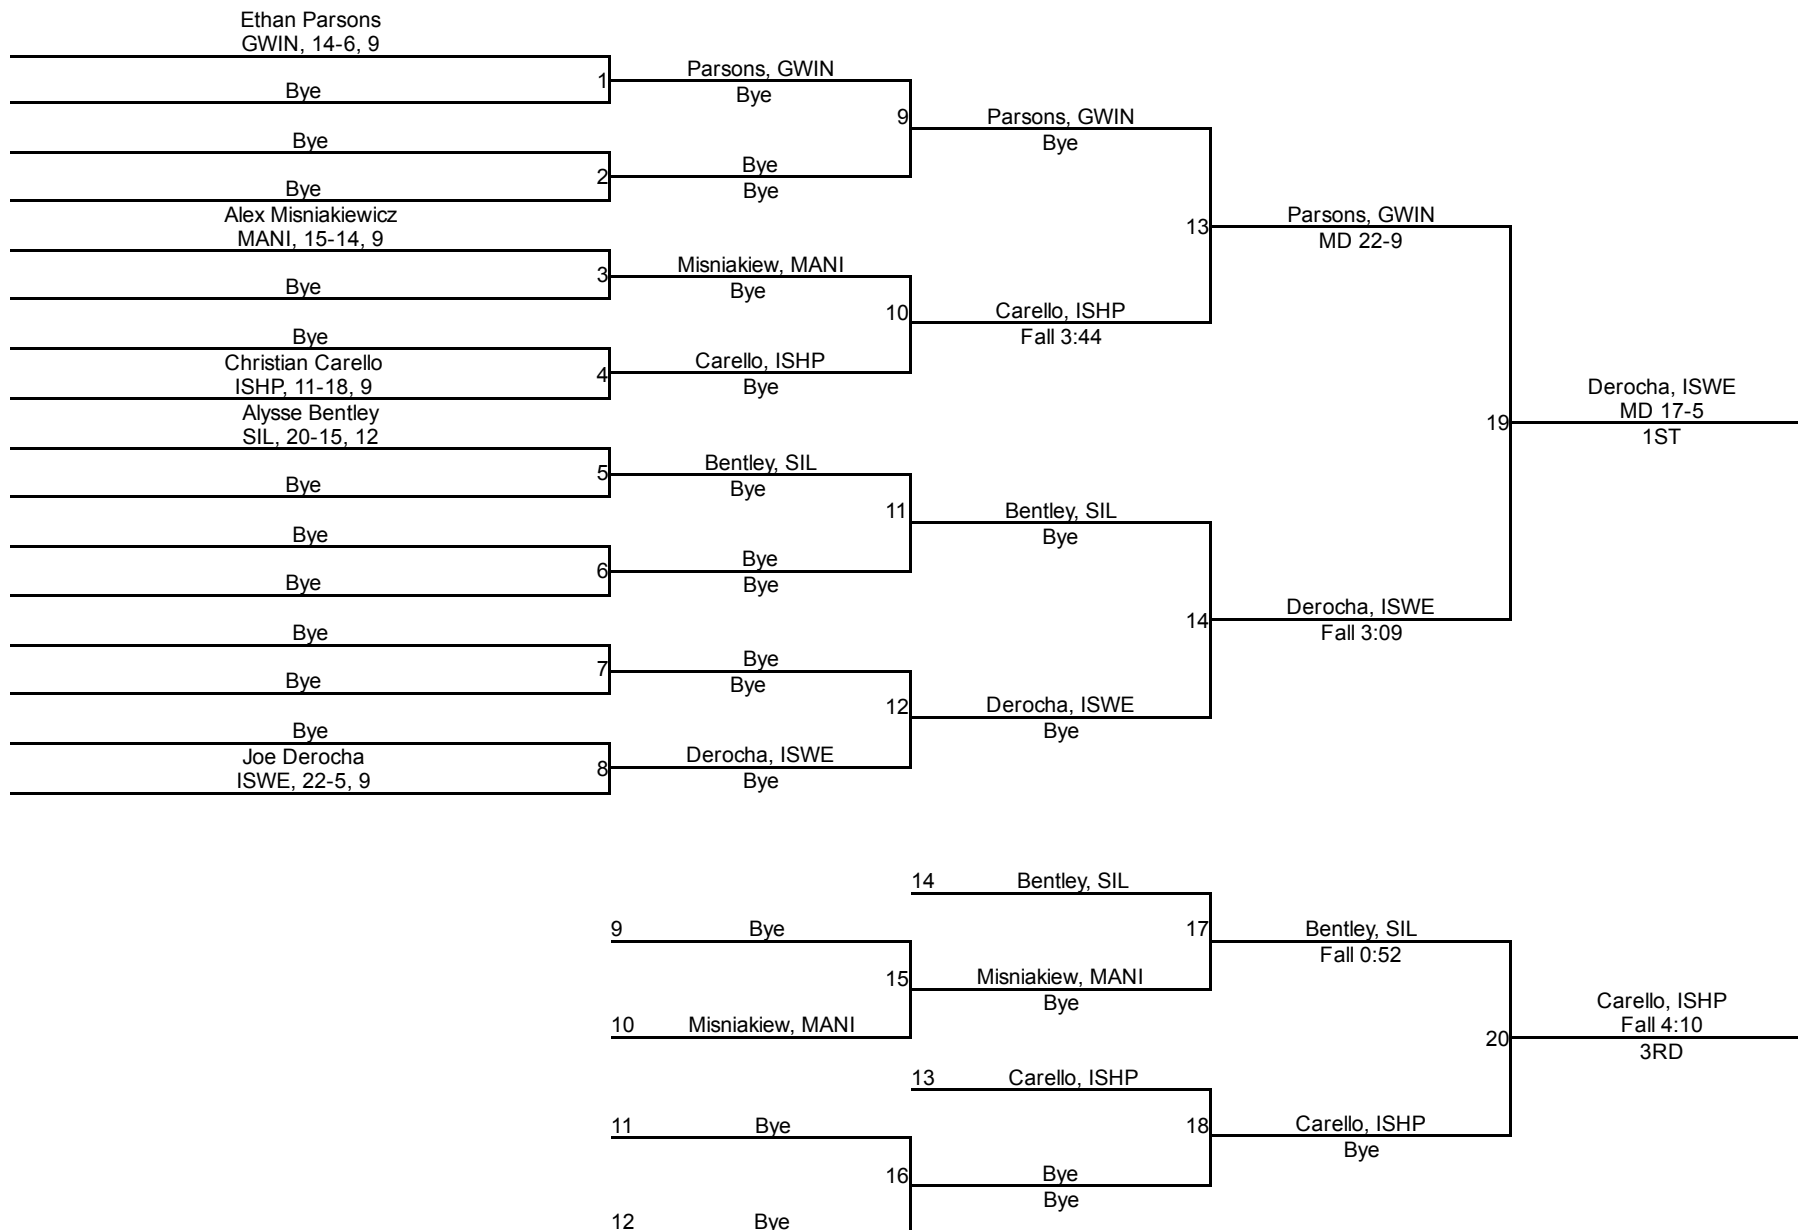 Ethan Parsons
GWIN, 14-6, 9
1
Bye
Bye
2
Bye
Alex Misniakiewicz
MANI, 15-14, 9
3
Bye
Bye
4
Christian Carello
ISHP, 11-18, 9
Alysse Bentley
SIL, 20-15, 12
5
Bye
Bye
6
Bye
Bye
7
Bye
Bye
8
Joe Derocha
ISWE, 22-5, 9
Parsons, GWIN
Bye
9
Bye
Bye
Misniakiew, MANI
Bye
10
Carello, ISHP
Bye
Bentley, SIL
Bye
11
Bye
Bye
Bye
Bye
12
Derocha, ISWE
Bye
Parsons, GWIN
Bye
13
Carello, ISHP
Fall 3:44
Bentley, SIL
Bye
14
Derocha, ISWE
Bye
Parsons, GWIN
MD 22-9
19
Derocha, ISWE
Fall 3:09
Derocha, ISWE
MD 17-5
1ST
14 Bentley, SIL
17
9 Bye
15
Misniakiew, MANI
Bye
10 Misniakiew, MANI
13 Carello, ISHP
18
11 Bye
16
Bye
Bye
12 Bye
Bentley, SIL
Fall 0:52
20
Carello, ISHP
Bye
Carello, ISHP
Fall 4:10
3RD